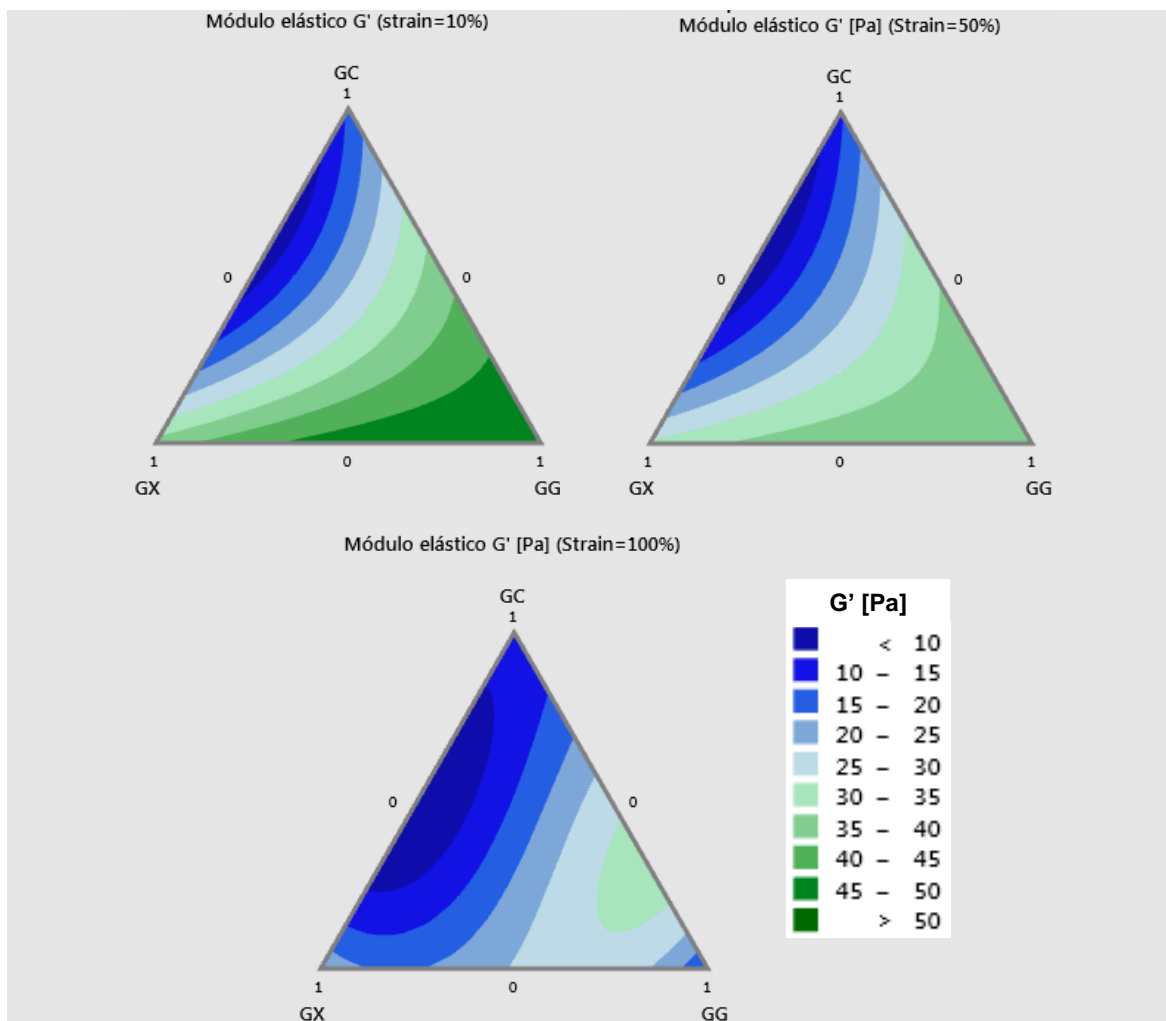 Módulo elástico G' (strain=10%)
GC
1
0
0
1
0
1
GX
GG
Módulo elástico G' [Pa] (Strain=50%)
GC
1
0
0
1
0
1
GX
GG
Módulo elástico G' [Pa] (Strain=100%)
GC
1
0
0
1
0
1
GX
GG
G’ [Pa]
< 10
10 – 15
15 – 20
20 – 25
25 – 30
30 – 35
35 – 40
40 – 45
45 – 50
> 50